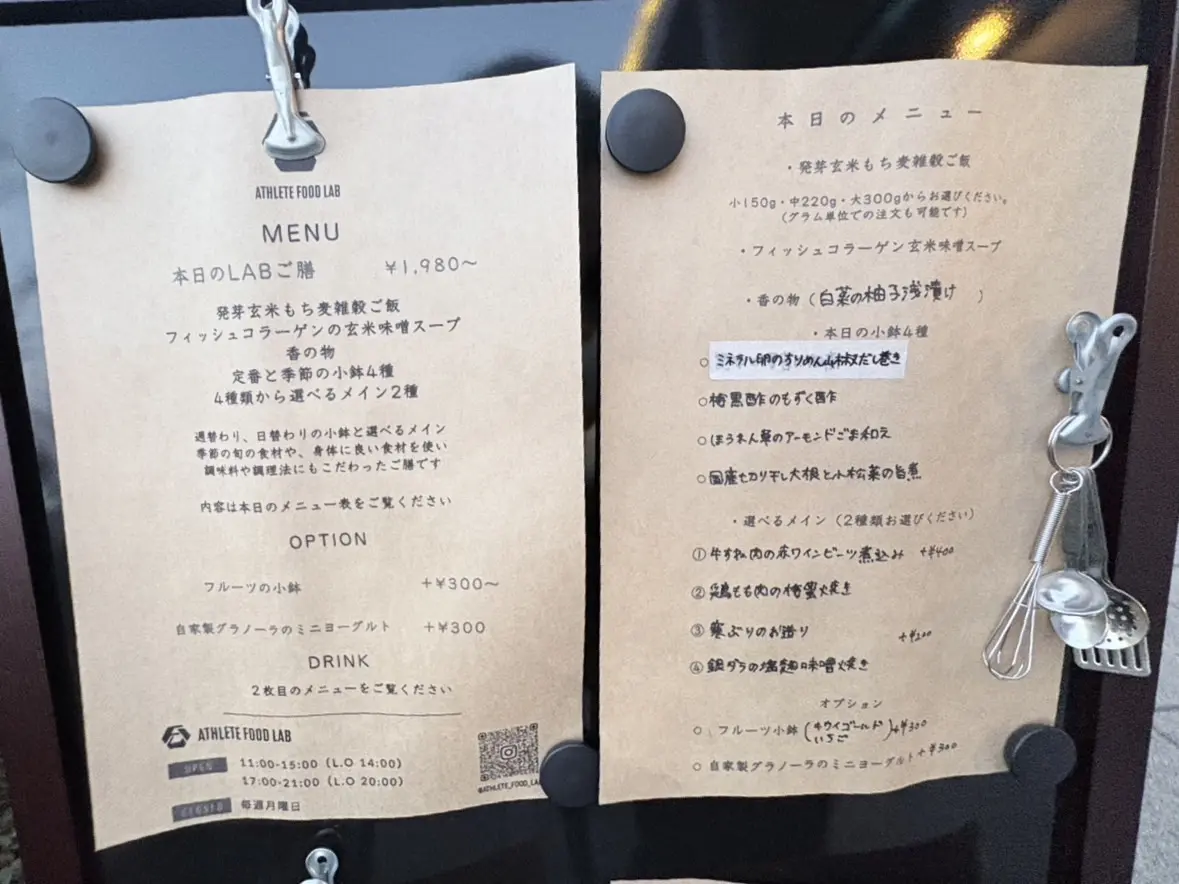 ATHLETE FOOD LAB
MENU
本日のLABご膳 ¥1,980〜
発芽玄米もち麦雑穀ご飯
フィッシュコラーゲンの玄米味噌スープ
香の物
定番と季節の小鉢4種
4種類から選べるメイン2種
週替わり、日替わりの小鉢と選べるメイン
季節の旬の食材や、身体に良い食材を使い
調味料や調理法にもこだわったご膳です
内容は本日のメニュー表をご覧ください
OPTION
フルーツの小鉢 +¥300〜
自家製グラノーラのミニヨーグルト +¥300
DRINK
2枚目のメニューをご覧ください
ATHLETE FOOD LAB
OPEN 11:00-15:00 (L.O 14:00)
17:00-21:00 (L.O 20:00)
CLOSED 毎週月曜日
@ATHLETE_FOOD_LAB
本日のメニュー
・発芽玄米もち麦雑穀ご飯
小150g・中220g・大300gからお選びください。
(グラム単位での注文も可能です)
・フィッシュコラーゲン玄米味噌スープ
・香の物(白菜の柚子浅漬け)
・本日の小鉢4種
○ミネラル卵のすりめん山椒だし巻き
○梅黒酢のもずく酢
○ほうれん草のアーモンドごま和え
○国産切り干し大根と小松菜の旨煮
・選べるメイン(2種類お選びください)
①牛すね肉の赤ワインビーツ煮込み +¥400
②鶏もも肉の梅蜜焼き
③寒ぶりのお造り +¥200
④銀ダラの塩麹味噌焼き
オプション
○フルーツ小鉢(キウイゴールド いちご)+¥300
○自家製グラノーラのミニヨーグルト+¥300